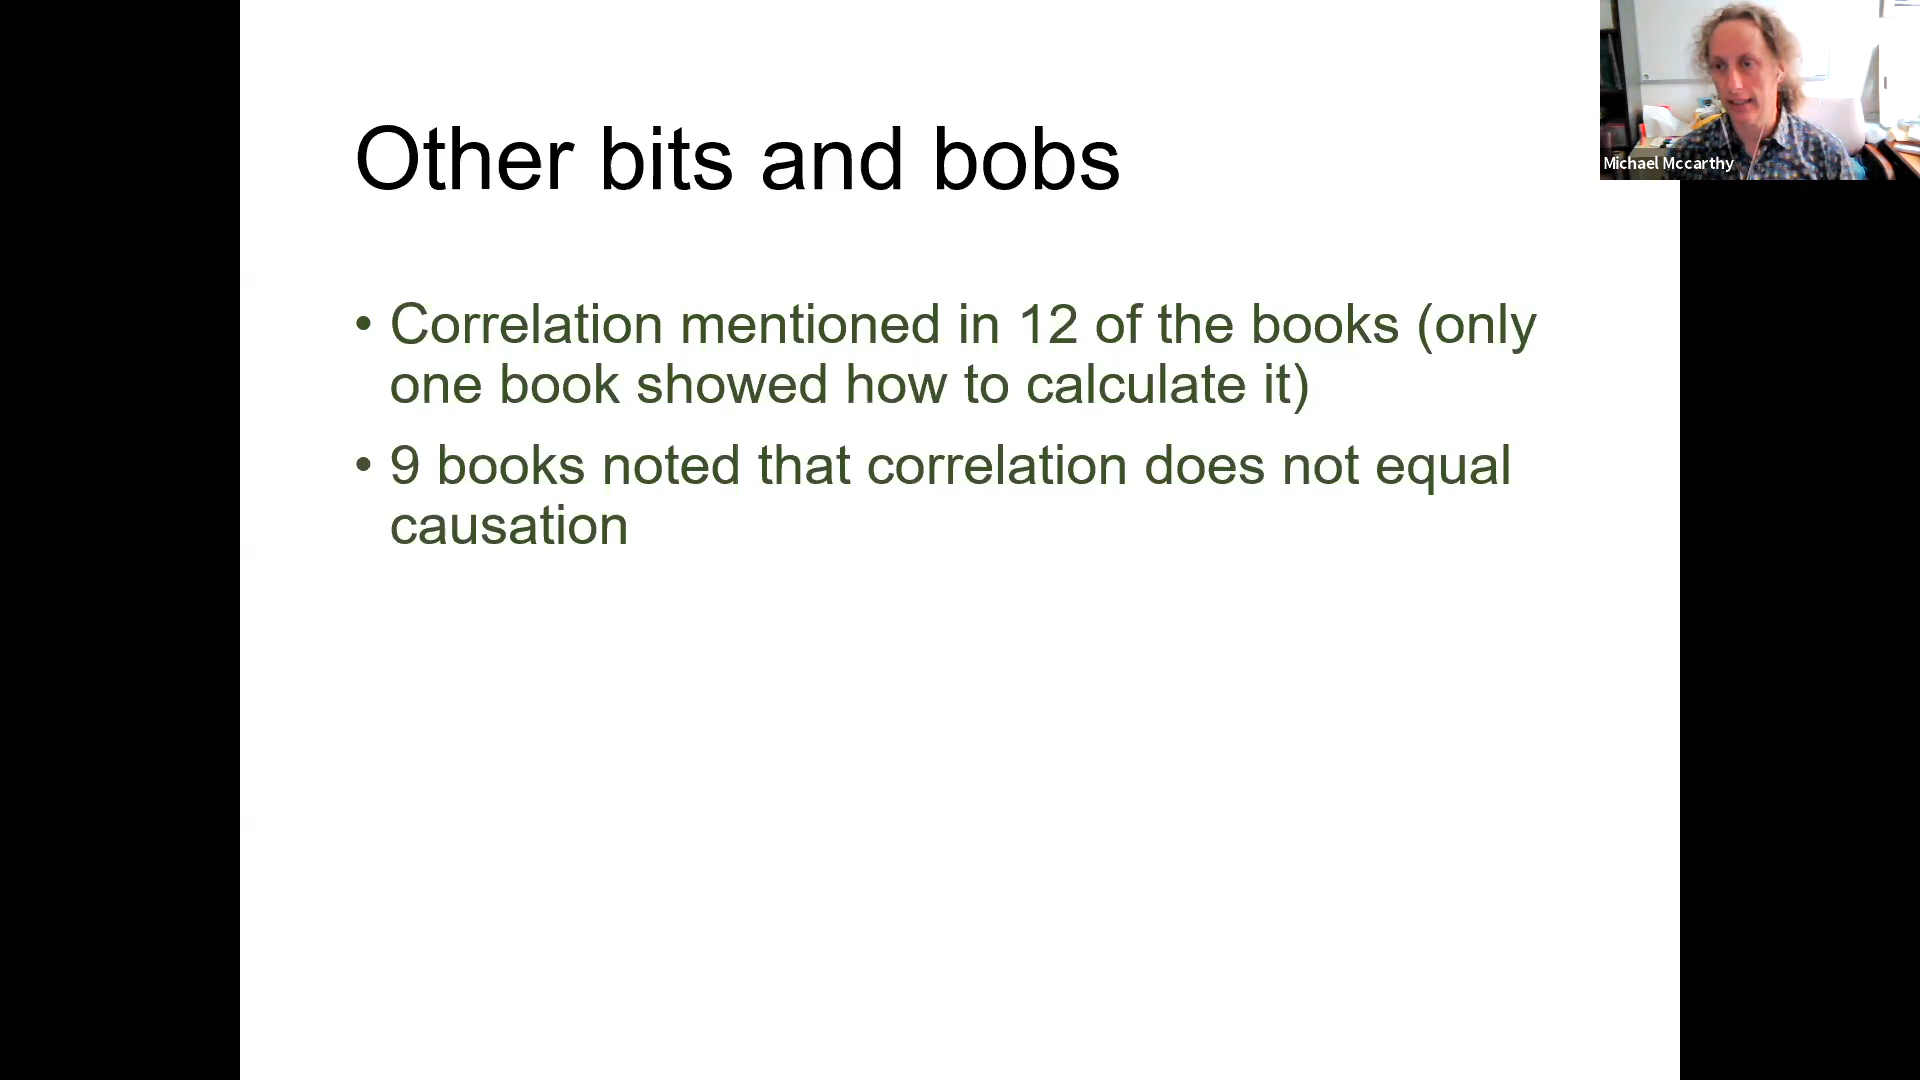 Other bits and bobs
• Correlation mentioned in 12 of the books (only
one book showed how to calculate it)
• 9 books noted that correlation does not equal
causation
Michael Mccarthy